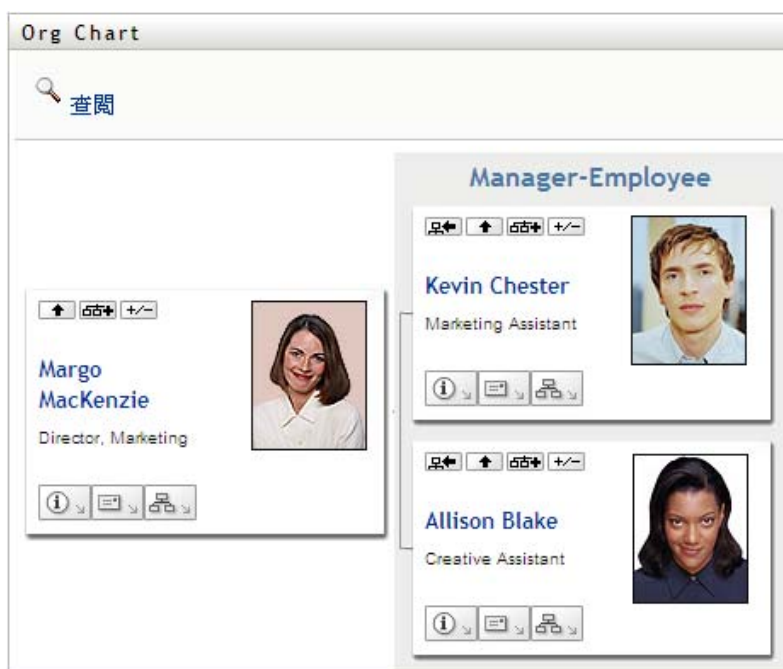 Org Chart
查閱
Manager-Employee
+/-
Kevin Chester
Marketing Assistant
+/-
Margo
MacKenzie
Director, Marketing
+/-
Allison Blake
Creative Assistant